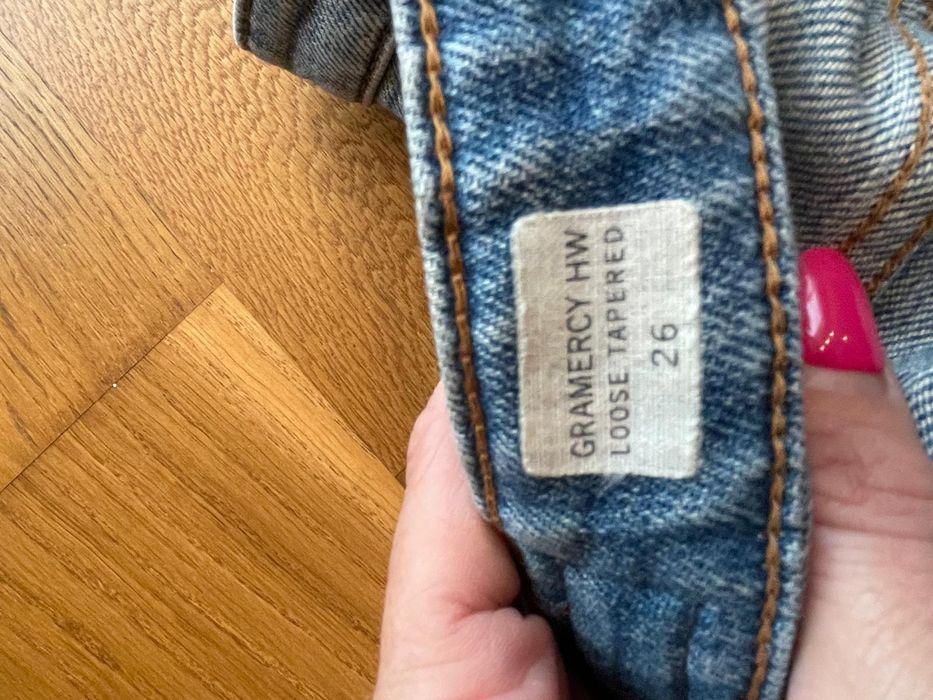 GRAMERCY HW
LOOSE TAPERED
26